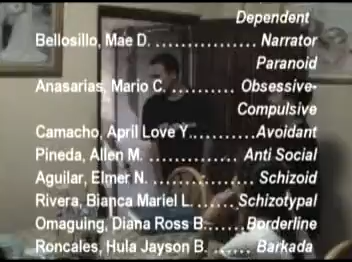 Dependent
Bellosillo, Mae D. ................ Narrator
Paranoid
Anasarias, Mario C. .......... Obsessive-
Compulsive
Camacho, April Love Y...........Avoidant
Pineda, Allen M. .............. Anti Social
Aguilar, Elmer N. ................ Schizoid
Rivera, Bianca Mariel L. .......Schizotypal
Omaguing, Diana Ross B.......Borderline
Roncales, Hula Jayson B. ...... Barkada